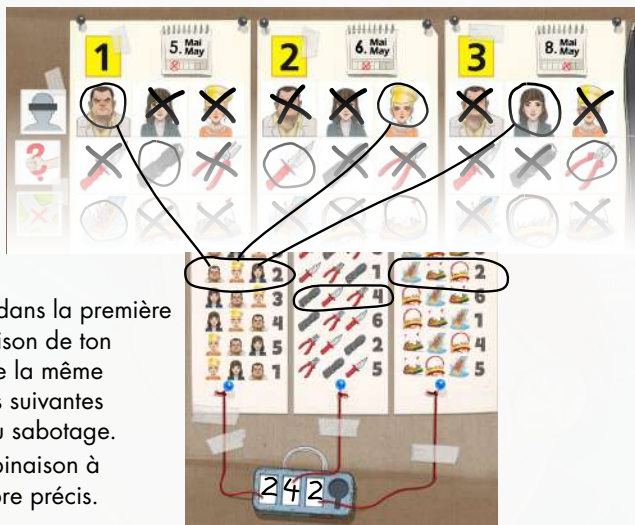 1
5. Mai
May
2
6. Mai
May
3
8. Mai
May
?
2
3
4
5
1
1
4
6
2
5
2
6
1
4
5
dans la première
ison de ton
e la même
s suivantes
u sabotage.
binaison à
re précis.
242